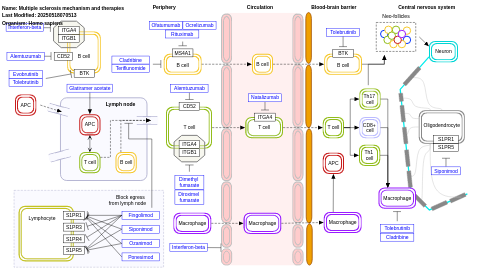 Name: Multiple sclerosis mechanism and therapies
Last Modified: 20250518070513
Organism: Homo sapiens
Periphery
Circulation
Blood-brain barrier
Central nervous system
Interferon-beta
ITGA4
ITGB1
CD52
B cell
BTK
Alemtuzumab
Evobrutinib
Tolebrutinib
Ofatumumab
Ocrelizumab
Rituximab
MS4A1
B cell
Cladribine
Teriflunomide
B cell
Tolebrutinib
BTK
B cell
Neo-follicles
Neuron
Glatiramer acetate
APC
Lymph node
APC
T cell
B cell
Alemtuzumab
CD52
T cell
ITGA4
ITGB1
Dimethyl
fumarate
Diroximel
fumarate
Natalizumab
ITGA4
T cell
T cell
APC
Th17
cell
CD8+
cell
Th1
cell
Oligodendrocyte
S1PR1
S1PR5
Siponimod
Block egress
from lymph node
Lymphocyte
S1PR1
S1PR3
S1PR4
S1PR5
Fingolimod
Siponimod
Ozanimod
Ponesimod
Macrophage
Macrophage
Macrophage
Macrophage
Interferon-beta
Tolebrutinib
Cladribine